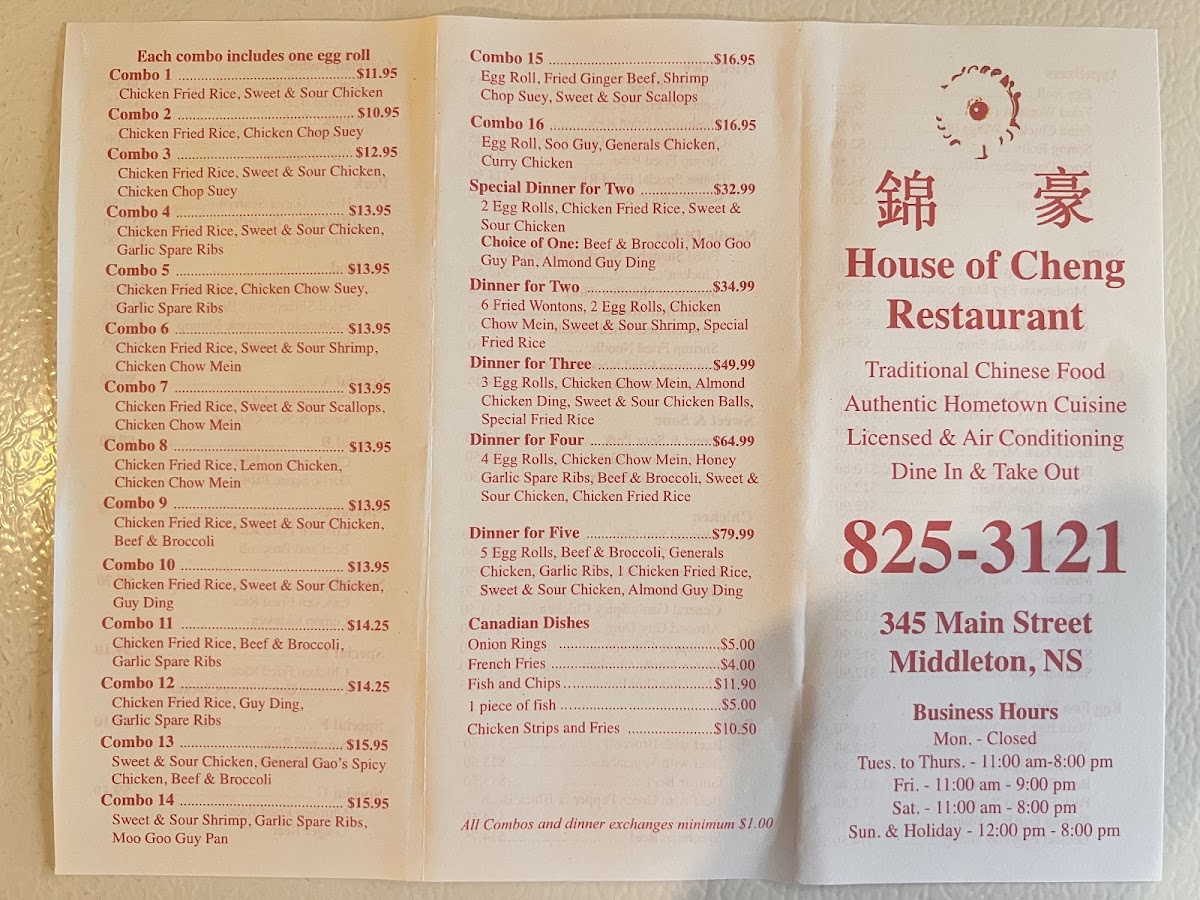 Each combo includes one egg roll
Combo 1 ........ $11.95
Chicken Fried Rice, Sweet & Sour Chicken
Combo 2 ........ $10.95
Chicken Fried Rice, Chicken Chop Suey
Combo 3 ........ $12.95
Chicken Fried Rice, Sweet & Sour Chicken,
Chicken Chop Suey
Combo 4 ........ $13.95
Chicken Fried Rice, Sweet & Sour Chicken,
Garlic Spare Ribs
Combo 5 ........ $13.95
Chicken Fried Rice, Chicken Chow Suey,
Garlic Spare Ribs
Combo 6 ........ $13.95
Chicken Fried Rice, Sweet & Sour Shrimp,
Chicken Chow Mein
Combo 7 ........ $13.95
Chicken Fried Rice, Sweet & Sour Scallops,
Chicken Chow Mein
Combo 8 ........ $13.95
Chicken Fried Rice, Lemon Chicken,
Chicken Chow Mein
Combo 9 ........ $13.95
Chicken Fried Rice, Sweet & Sour Chicken,
Beef & Broccoli
Combo 10 ........ $13.95
Chicken Fried Rice, Sweet & Sour Chicken,
Guy Ding
Combo 11 ........ $14.25
Chicken Fried Rice, Beef & Broccoli,
Garlic Spare Ribs
Combo 12 ........ $14.25
Chicken Fried Rice, Guy Ding,
Garlic Spare Ribs
Combo 13 ........ $15.95
Sweet & Sour Chicken, General Gao's Spicy
Chicken, Beef & Broccoli
Combo 14 ........ $15.95
Sweet & Sour Shrimp, Garlic Spare Ribs,
Moo Goo Guy Pan
Combo 15 ........ $16.95
Egg Roll, Fried Ginger Beef, Shrimp
Chop Suey, Sweet & Sour Scallops
Combo 16 ........ $16.95
Egg Roll, Soo Guy, Generals Chicken,
Curry Chicken
Special Dinner for Two ........ $32.99
2 Egg Rolls, Chicken Fried Rice, Sweet &
Sour Chicken
Choice of One: Beef & Broccoli, Moo Goo
Guy Pan, Almond Guy Ding
Dinner for Two ........ $34.99
6 Fried Wontons, 2 Egg Rolls, Chicken
Chow Mein, Sweet & Sour Shrimp, Special
Fried Rice
Dinner for Three ........ $49.99
3 Egg Rolls, Chicken Chow Mein, Almond
Chicken Ding, Sweet & Sour Chicken Balls,
Special Fried Rice
Dinner for Four ........ $64.99
4 Egg Rolls, Chicken Chow Mein, Honey
Garlic Spare Ribs, Beef & Broccoli, Sweet &
Sour Chicken, Chicken Fried Rice
Dinner for Five ........ $79.99
5 Egg Rolls, Beef & Broccoli, Generals
Chicken, Garlic Ribs, 1 Chicken Fried Rice,
Sweet & Sour Chicken, Almond Guy Ding
Canadian Dishes
Onion Rings ........ $5.00
French Fries ........ $4.00
Fish and Chips ........ $11.90
1 piece of fish ........ $5.00
Chicken Strips and Fries ........ $10.50
All Combos and dinner exchanges minimum $1.00
錦 豪
House of Cheng
Restaurant
Traditional Chinese Food
Authentic Hometown Cuisine
Licensed & Air Conditioning
Dine In & Take Out
825-3121
345 Main Street
Middleton, NS
Business Hours
Mon. - Closed
Tues. to Thurs. - 11:00 am-8:00 pm
Fri. - 11:00 am - 9:00 pm
Sat. - 11:00 am - 8:00 pm
Sun. & Holiday - 12:00 pm - 8:00 pm